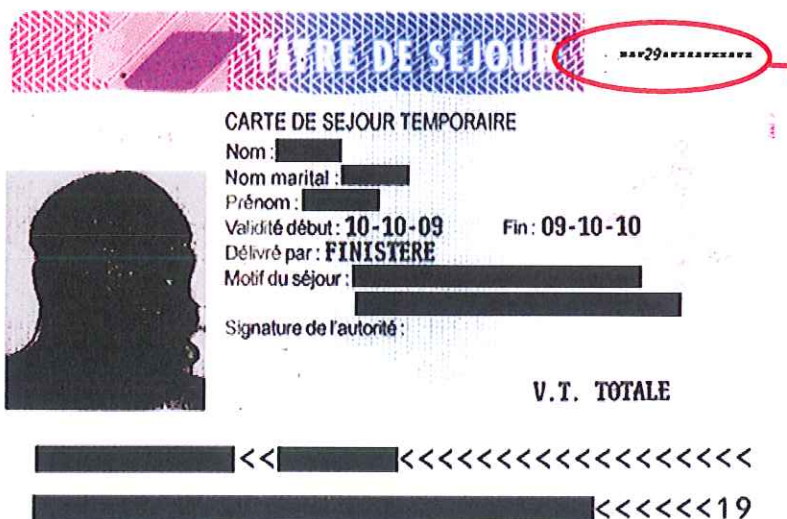 TITRE DE SÉJOUR
29
CARTE DE SEJOUR TEMPORAIRE
Nom :
Nom marital :
Prénom :
Validité début : 10-10-09 Fin : 09-10-10
Délivré par : FINISTERE
Motif du séjour :
Signature de l'autorité :
V.T. TOTALE
<< <<<<<<<<<<<<<<<<<<
<<<<<<19